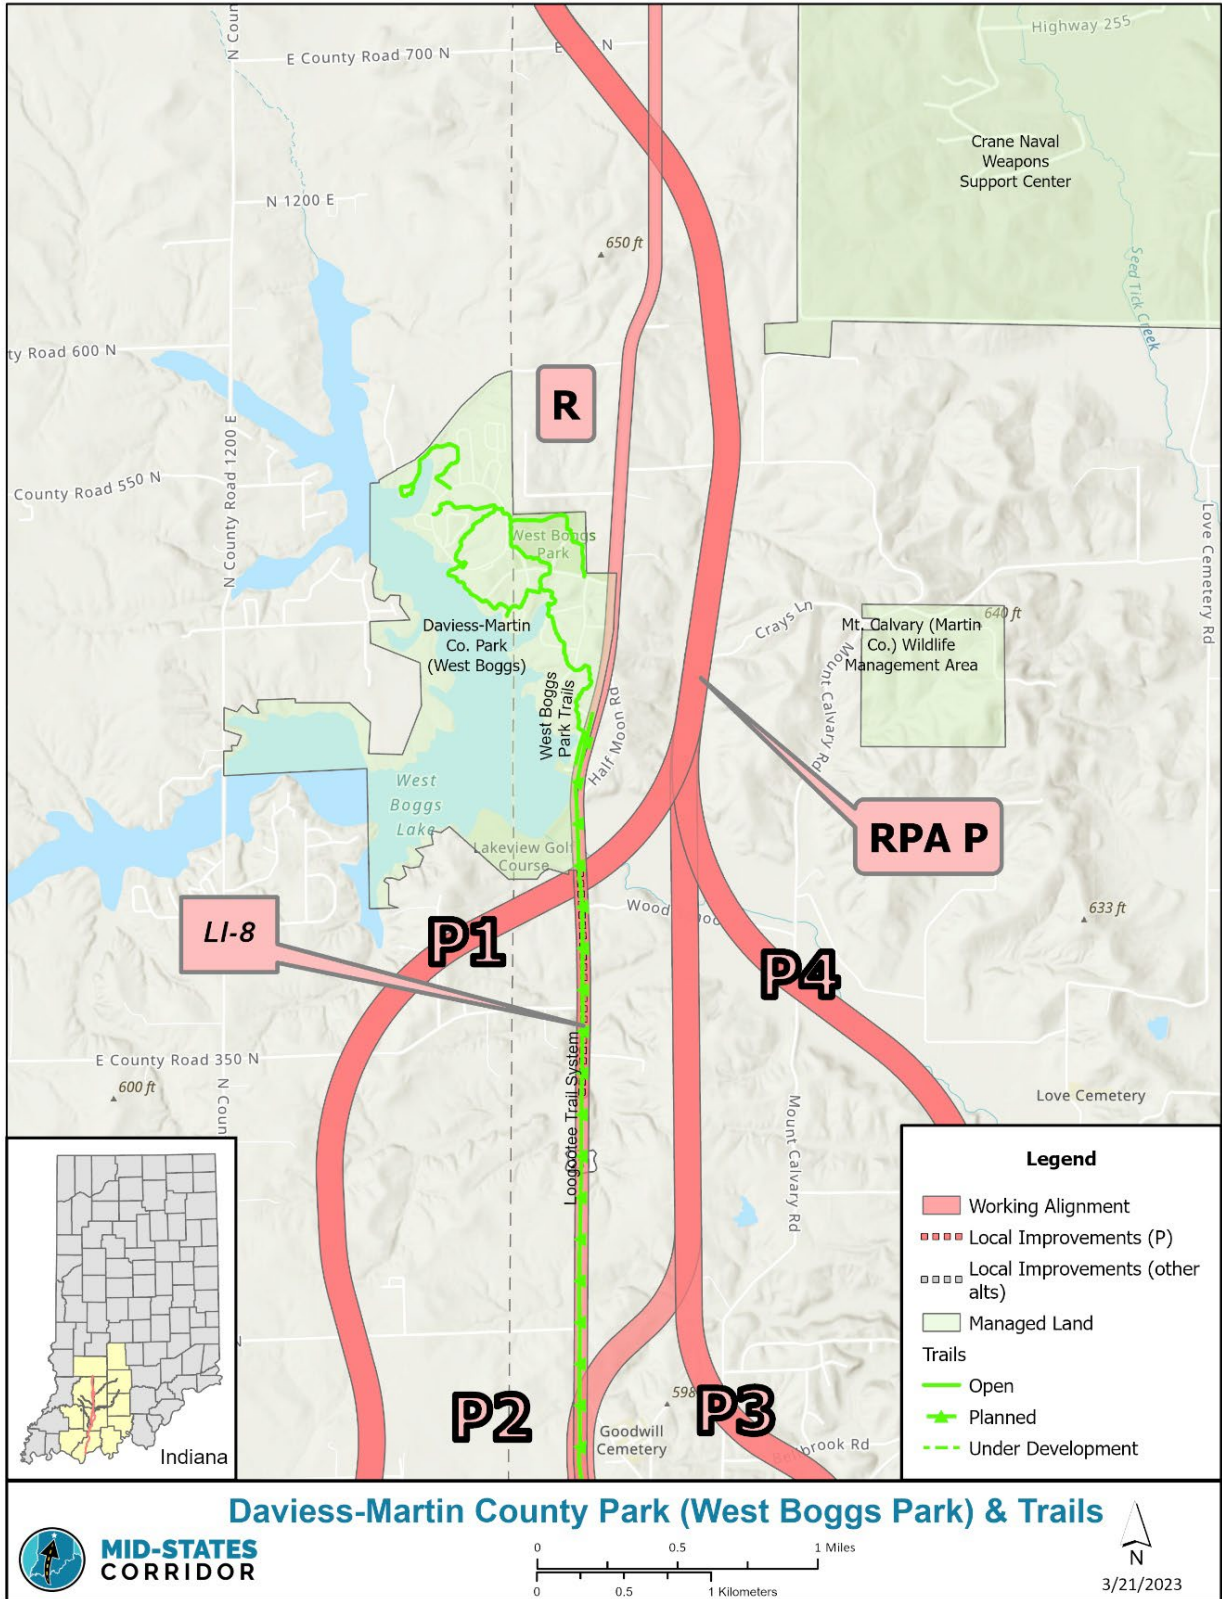 N Coun
E County Road 700 N
E
N
Highway 255
Crane Naval
Weapons
Support Center
N 1200 E
650 ft
Seed Tick Creek
ty Road 600 N
R
N County Road 1200 E
County Road 550 N
Love Cemetery Rd
West Boggs
Park
Daviess-Martin
Co. Park
(West Boggs)
Crays Ln
640 ft
Mt. Calvary (Martin
Co.) Wildlife
Management Area
Mount Calvary Rd
West Boggs
Park Trails
Half Moon Rd
West
Boggs
Lake
RPA P
Lakeview Golf
Course
LI-8
P1
Wood
633 ft
P4
E County Road 350 N
600 ft
N Coun
Loogootee Trail System
Love Cemetery
Mount Calvary Rd
P2
598
P3
Goodwill
Cemetery
Bellbrook Rd
Indiana
Legend
Working Alignment
Local Improvements (P)
Local Improvements (other
alts)
Managed Land
Trails
Open
Planned
Under Development
Daviess-Martin County Park (West Boggs Park) & Trails
MID-STATES
CORRIDOR
0 0.5 1 Miles
0 0.5 1 Kilometers
N
3/21/2023